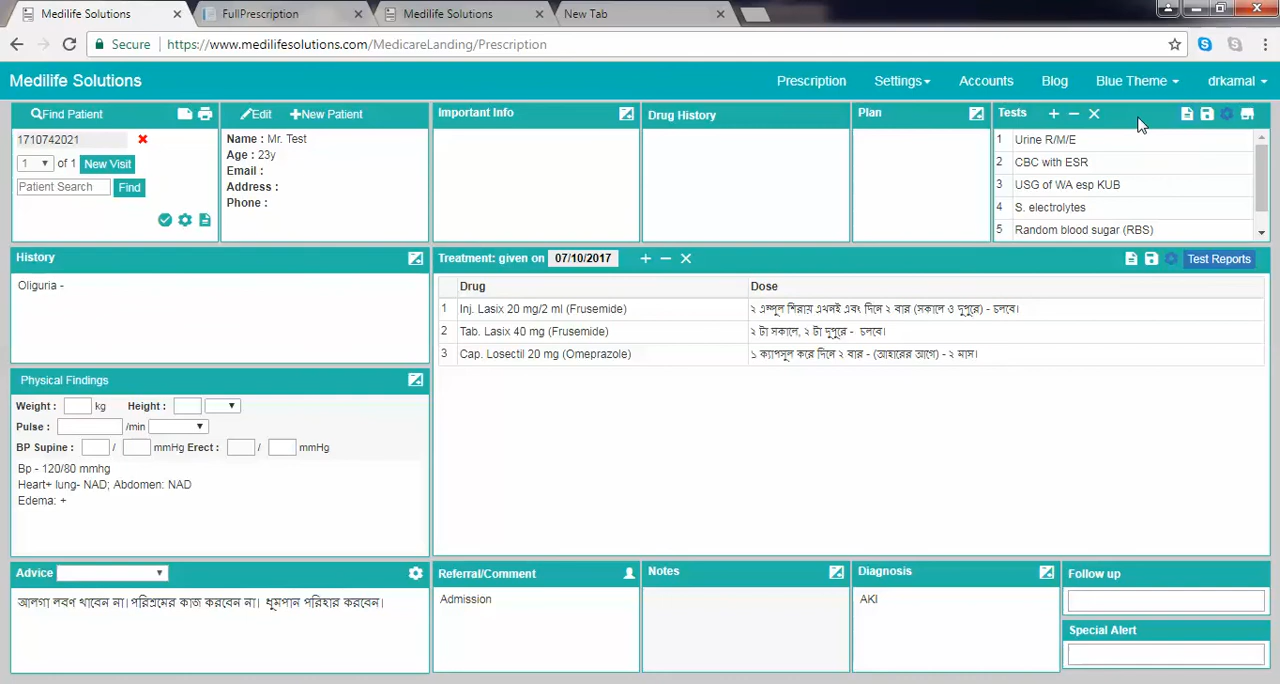 Medilife Solutions
FullPrescription
Medilife Solutions
New Tab
Secure
https://www.medilifesolutions.com/MedicareLanding/Prescription
Medilife Solutions
Prescription
Settings
Accounts
Blog
Blue Theme
drkamal
Find Patient
1710742021
1 of 1 New Visit
Patient Search Find
Edit New Patient
Name : Mr. Test
Age : 23y
Email :
Address :
Phone :
Important Info
Drug History
Plan
Tests
1 Urine R/M/E
2 CBC with ESR
3 USG of WA esp KUB
4 S. electrolytes
5 Random blood sugar (RBS)
History
Oliguria -
Treatment: given on 07/10/2017
Test Reports
Drug Dose
1 Inj. Lasix 20 mg/2 ml (Frusemide) ২ এম্পুল শিরায় এখনই এবং দিনে ২ বার (সকালে ও দুপুরে) - চলবে।
2 Tab. Lasix 40 mg (Frusemide) ২ টা সকালে, ২ টা দুপুরে - চলবে।
3 Cap. Losectil 20 mg (Omeprazole) ১ ক্যাপসুল করে দিনে ২ বার - (আহারের আগে) - ২ মাস।
Physical Findings
Weight : kg Height :
Pulse : /min
BP Supine : / mmHg Erect : / mmHg
Bp - 120/80 mmhg
Heart+ lung- NAD; Abdomen: NAD
Edema: +
Advice
আলগা লবণ খাবেন না। পরিশ্রমের কাজ করবেন না। ধূমপান পরিহার করবেন।
Referral/Comment
Admission
Notes
Diagnosis
AKI
Follow up
Special Alert